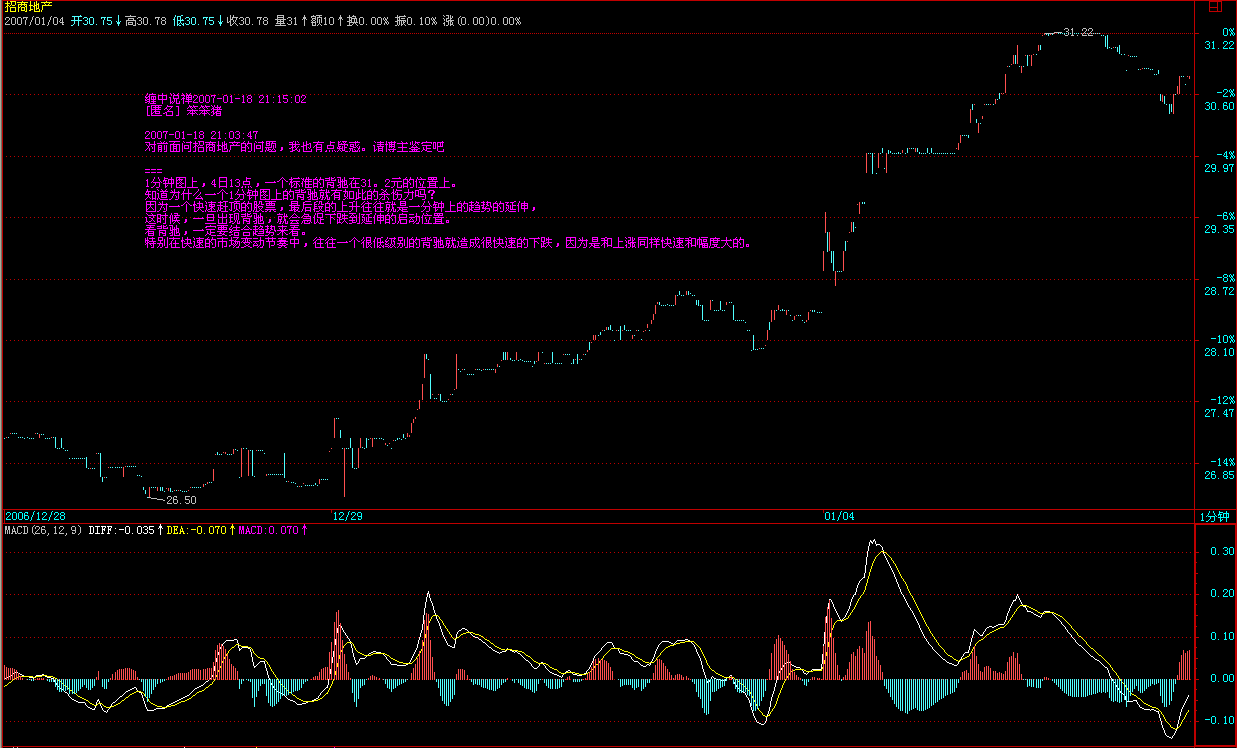 招商地产
2007/01/04 开30.75↓高30.78 低30.75↓收30.78 量31↑额10↑换0.00% 振0.10% 涨(0.00)0.00%
0%
31.22
31.22
缠中说禅2007-01-18 21:15:02
[匿名] 笨笨猪
-2%
30.60
2007-01-18 21:03:47
对前面问招商地产的问题，我也有点疑惑。请博主鉴定吧
-4%
29.97
===
1分钟图上，4日13点，一个标准的背驰在31。2元的位置上。
知道为什么一个1分钟图上的背驰就有如此的杀伤力吗？
因为一个快速赶顶的股票，最后段的上升往往就是一分钟上的趋势的延伸，
这时候，一旦出现背驰，就会急促下跌到延伸的启动位置。
看背驰，一定要结合趋势来看。
特别在快速的市场变动节奏中，往往一个很低级别的背驰就造成很快速的下跌，因为是和上涨同样快速和幅度大的。
-6%
29.35
-8%
28.72
-10%
28.10
-12%
27.47
-14%
26.85
26.50
2006/12/28 12/29 01/04 1分钟
MACD(26,12,9) DIFF:-0.035↑DEA:-0.070↑MACD:0.070↑
0.30
0.20
0.10
0.00
-0.10